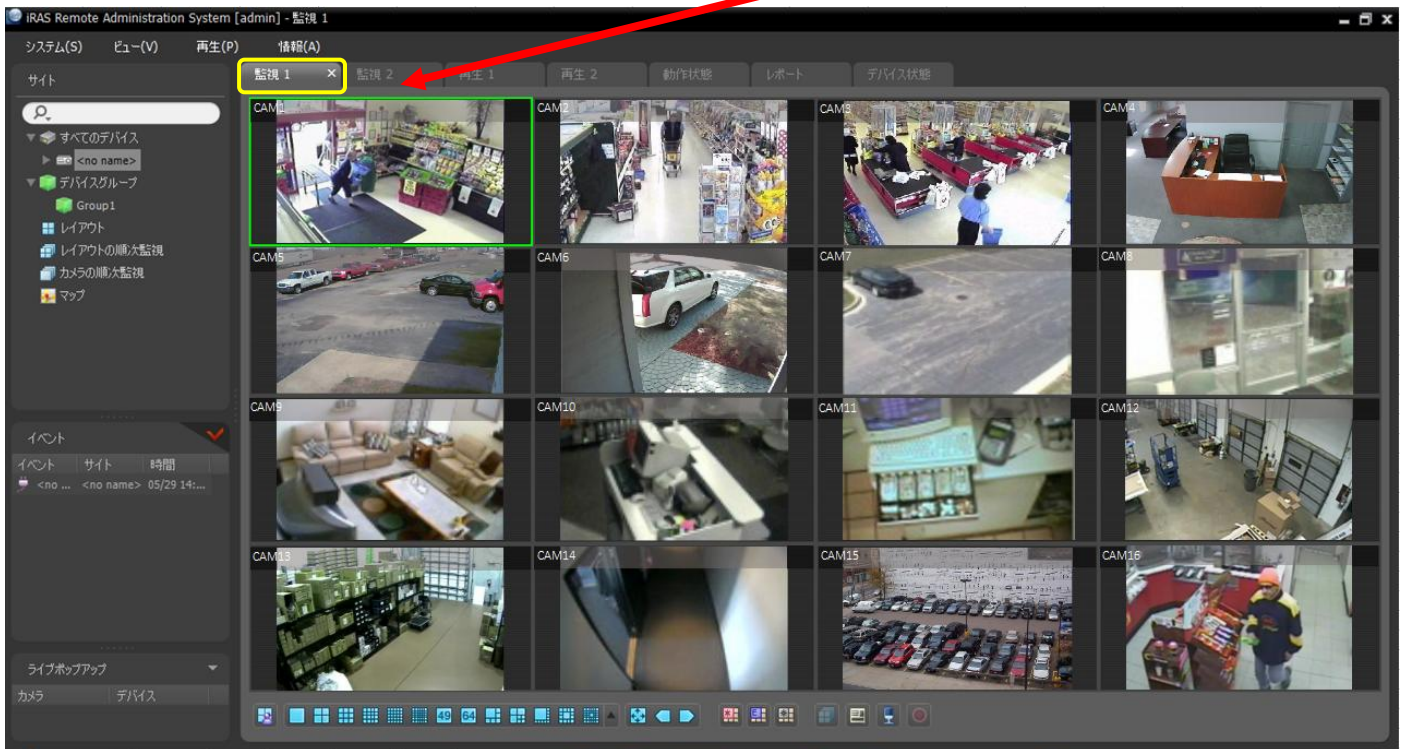 iRAS Remote Administration System [admin] - 監視 1
システム(S) ビュー(V) 再生(P) 情報(A)
サイト
監視 1 × 監視 2 再生 1 再生 2 動作状態 レポート デバイス状態
すべてのデバイス
<no name>
デバイスグループ
Group1
レイアウト
レイアウトの順次監視
カメラの順次監視
マップ
CAM1 CAM2 CAM3 CAM4
CAM5 CAM6 CAM7 CAM8
CAM9 CAM10 CAM11 CAM12
CAM13 CAM14 CAM15 CAM16
イベント
イベント サイト 時間
<no ... <no name> 05/29 14:...
ライブポップアップ
カメラ デバイス
49 64